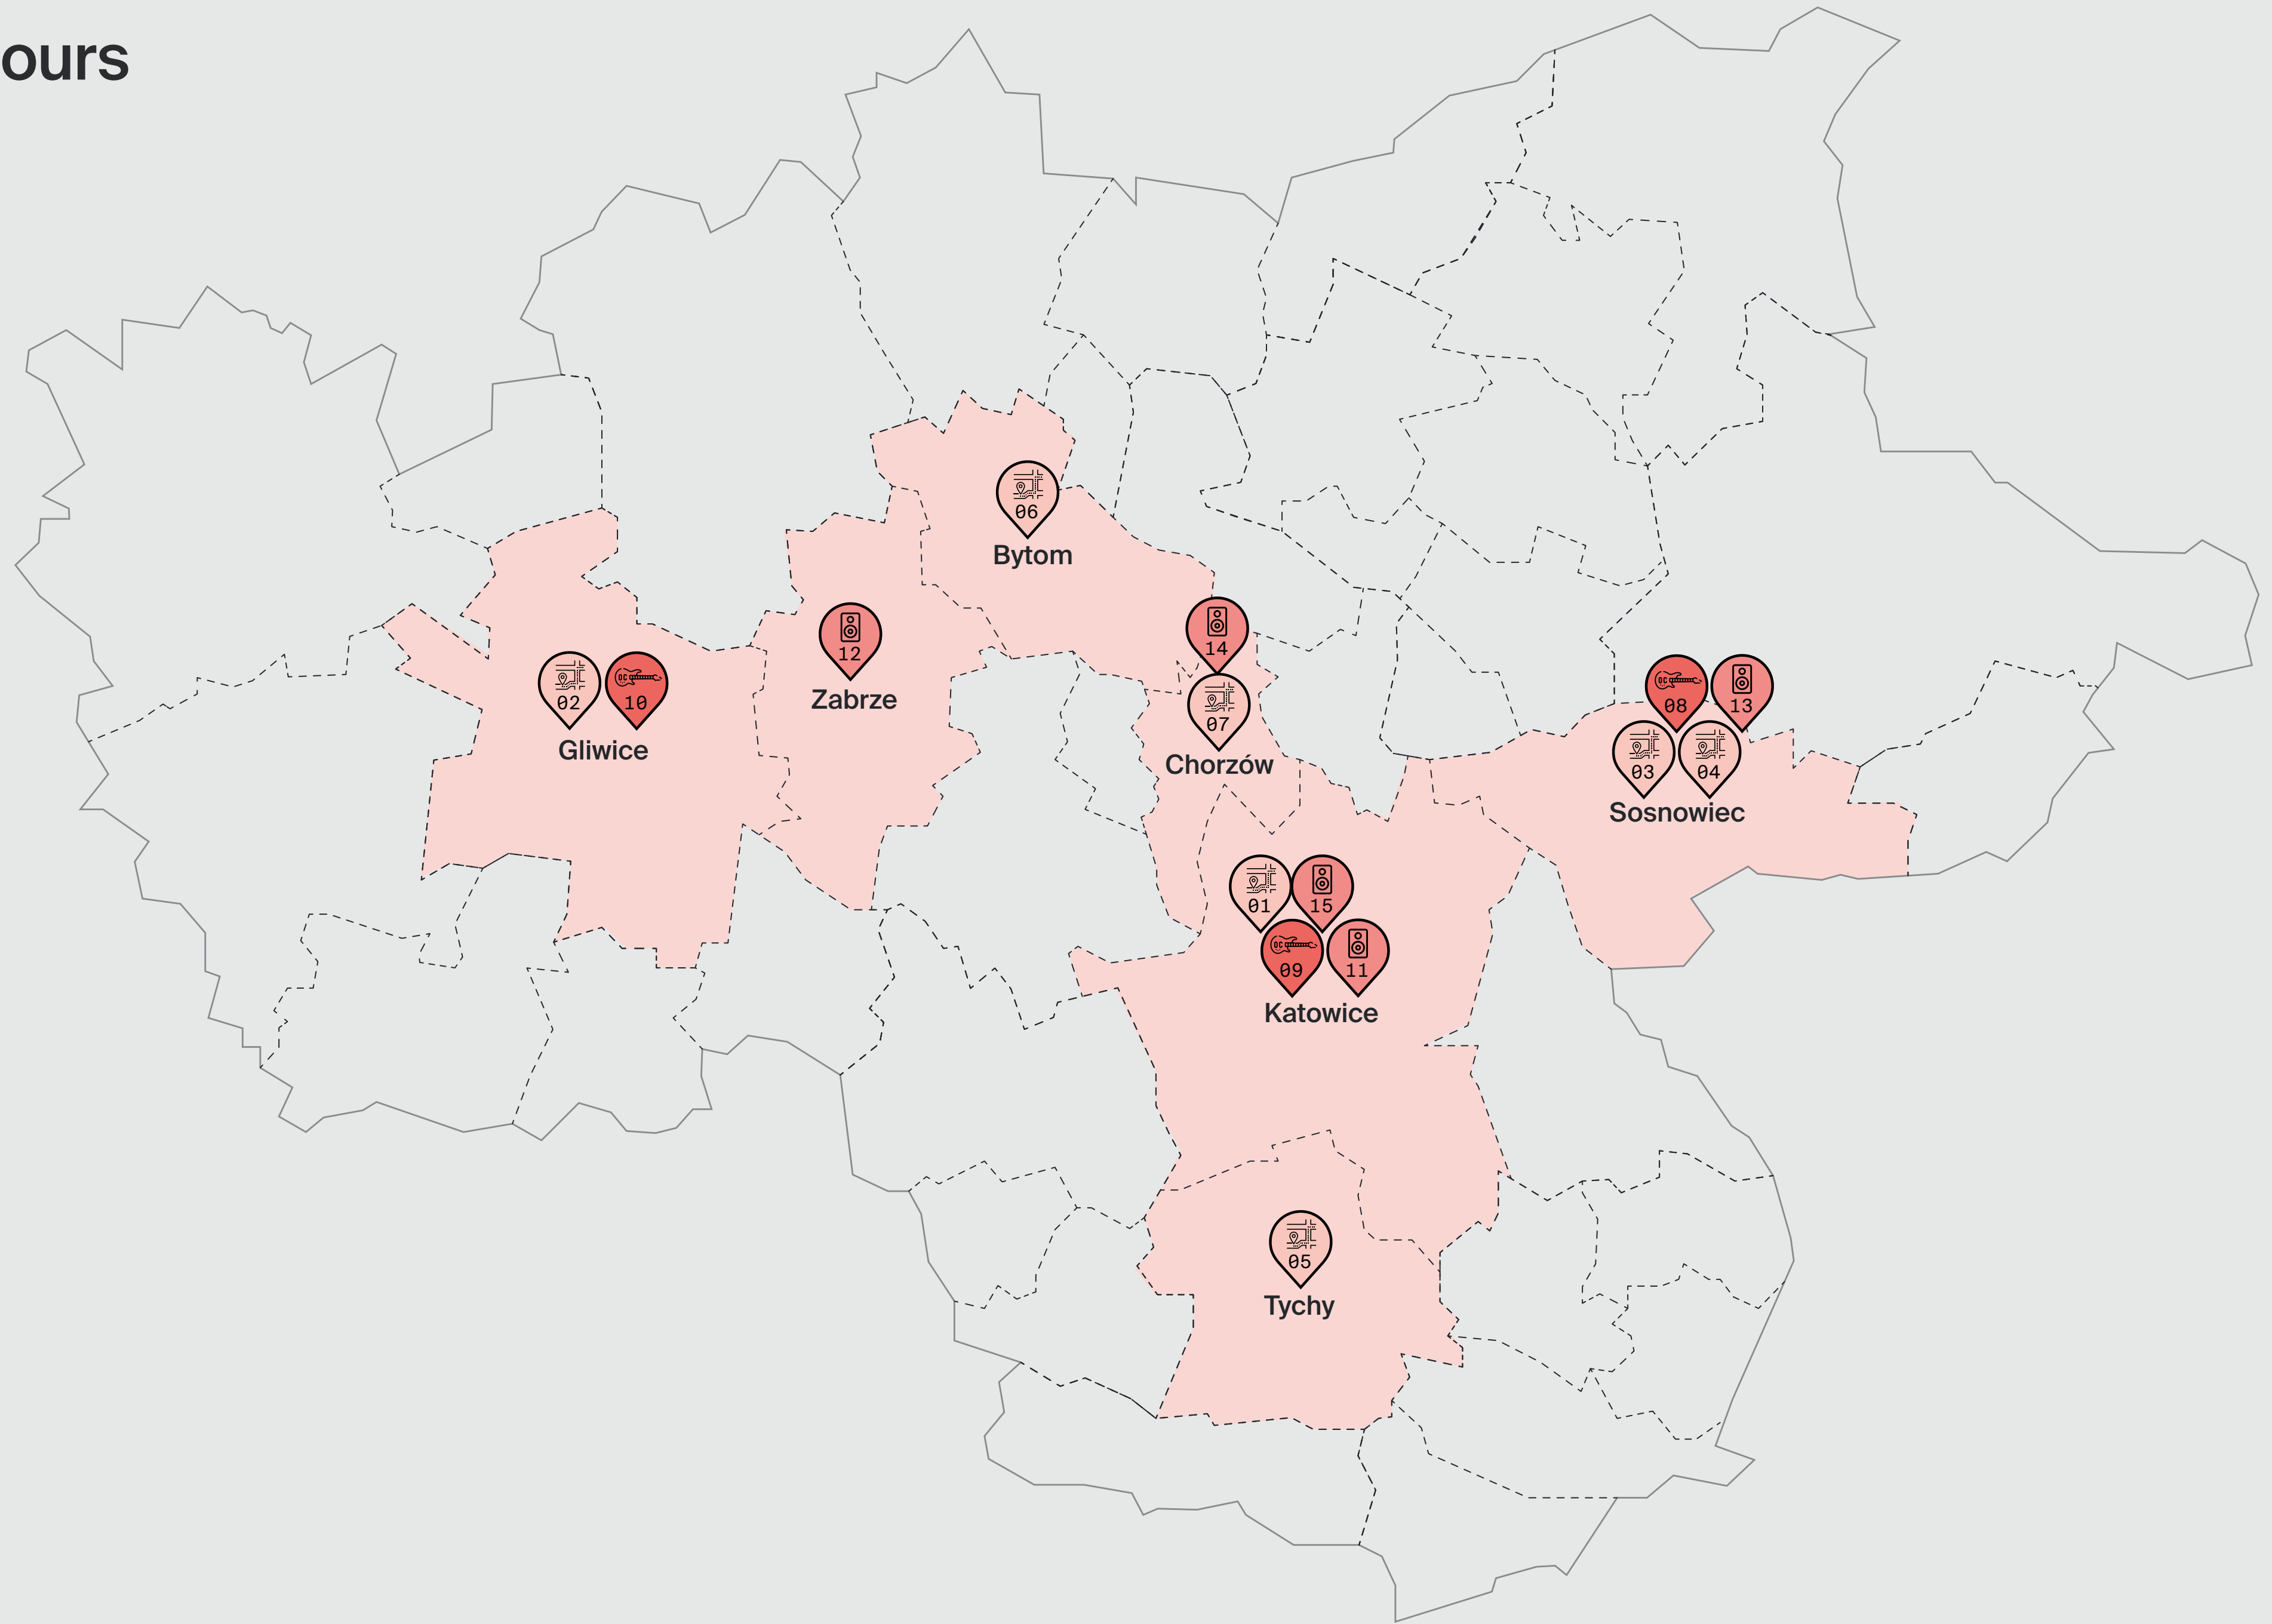 ours
06
Bytom
12
Zabrze
14
07
Chorzów
02 10
Gliwice
08 13
03 04
Sosnowiec
01 15
09 11
Katowice
05
Tychy